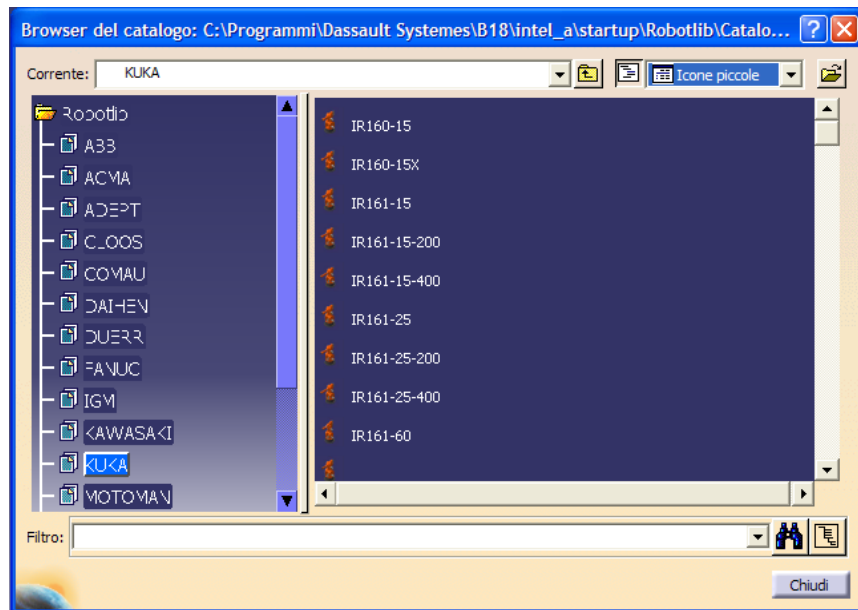 Browser del catalogo: C:\Programmi\Dassault Systemes\B18\intel_a\startup\Robotlib\Catalo...
Corrente: KUKA Icone piccole
Robotlib
ABB
ACMA
ADEPT
CLOOS
COMAU
DAIHEN
DUERR
FANUC
IGM
KAWASAKI
KUKA
MOTOMAN
IR160-15
IR160-15X
IR161-15
IR161-15-200
IR161-15-400
IR161-25
IR161-25-200
IR161-25-400
IR161-60
Filtro:
Chiudi